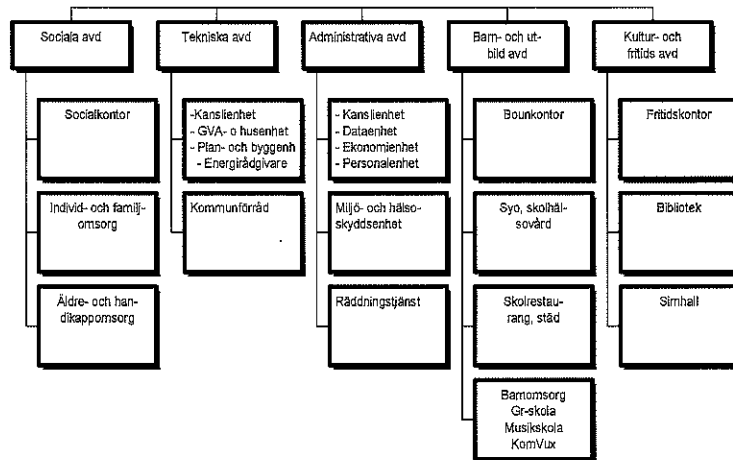 Sociala avd
Tekniska avd
Administrativa avd
Barn- och ut-
bild avd
Kultur- och
fritids avd
Socialkontor
Individ- och familj-
omsorg
Äldre- och han-
dikappomsorg
-Kanslienhet
- GVA- o husenhet
- Plan- och byggenh
- Energirådgivare
Kommunförråd
- Kanslienhet
- Dataenhet
- Ekonomienhet
- Personalenhet
Miljö- och hälso-
skyddsenhet
Räddningstjänst
Bounkontor
Syo, skolhäl-
sovård
Skolrestau-
rang, städ
Barnomsorg
Gr-skola
Musikskola
KomVux
Fritidskontor
Bibliotek
Simhall